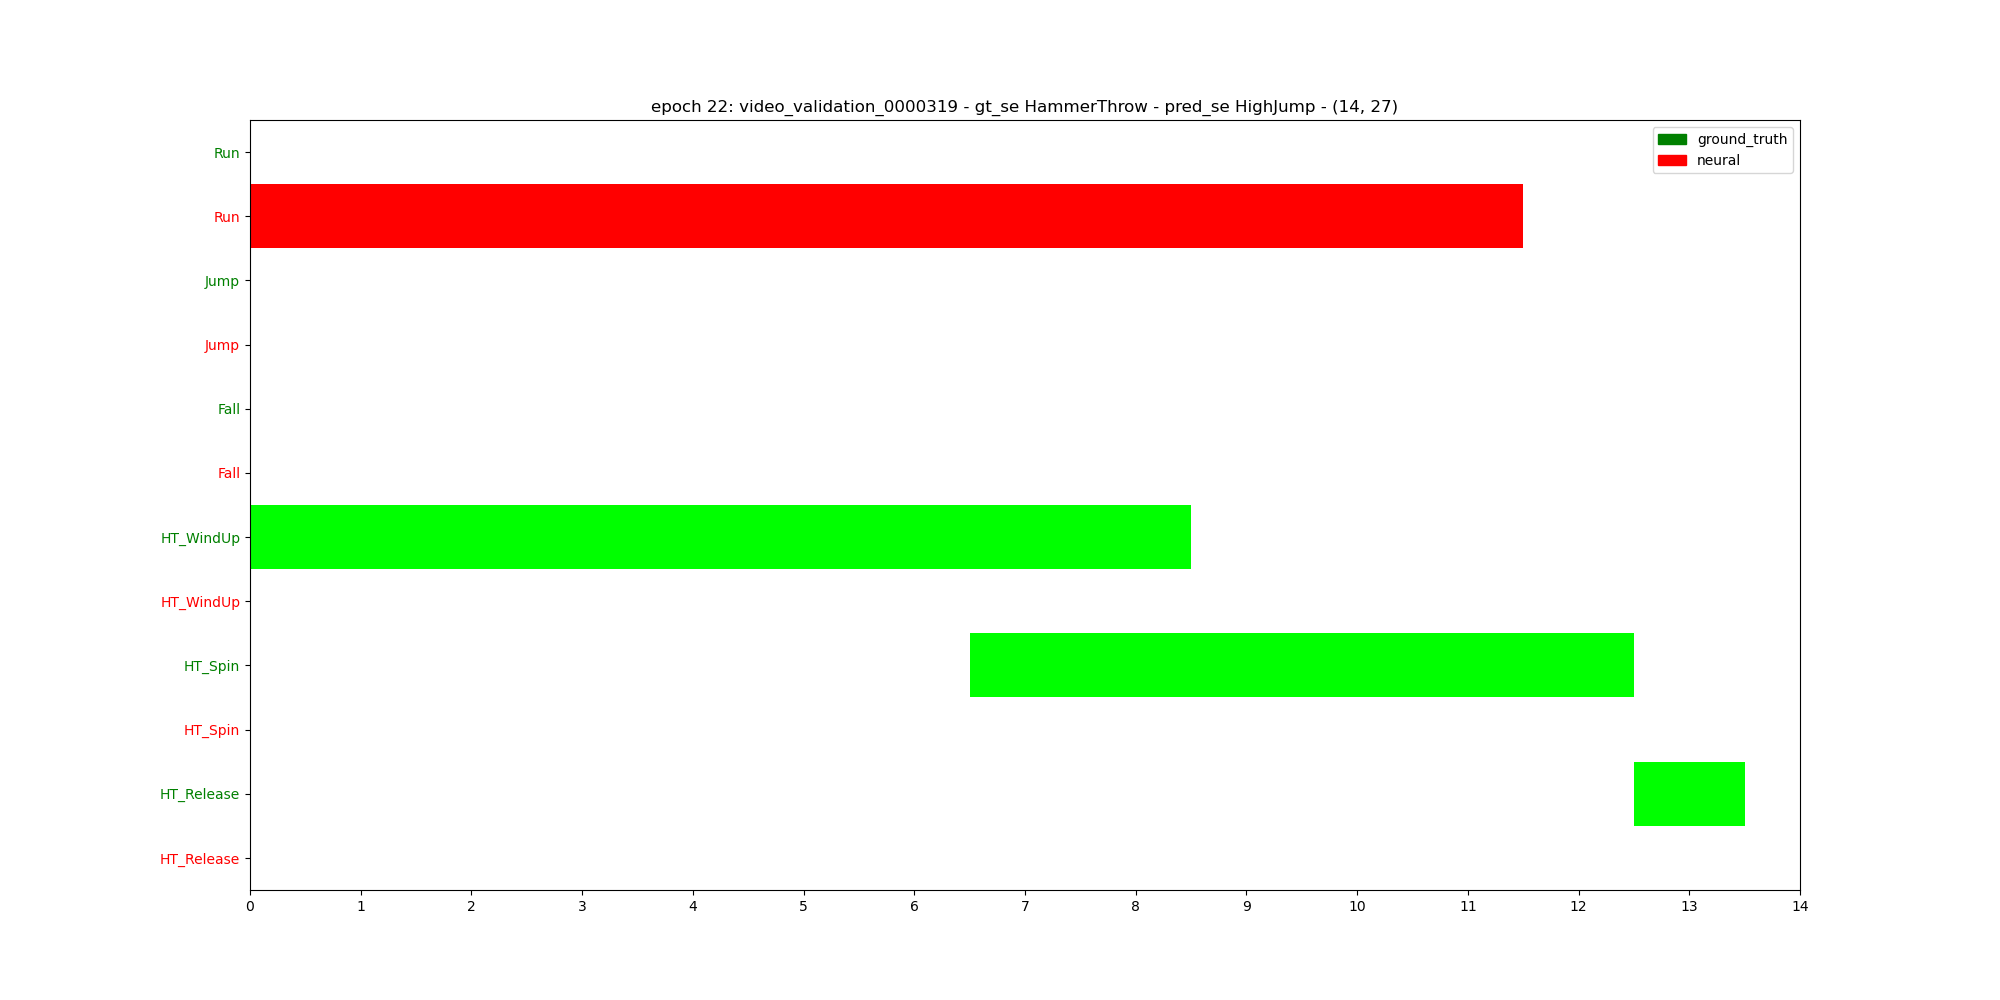 epoch 22: video_validation_0000319 - gt_se HammerThrow - pred_se HighJump - (14, 27)
ground_truth
neural
Run
Run
Jump
Jump
Fall
Fall
HT_WindUp
HT_WindUp
HT_Spin
HT_Spin
HT_Release
HT_Release
0 1 2 3 4 5 6 7 8 9 10 11 12 13 14